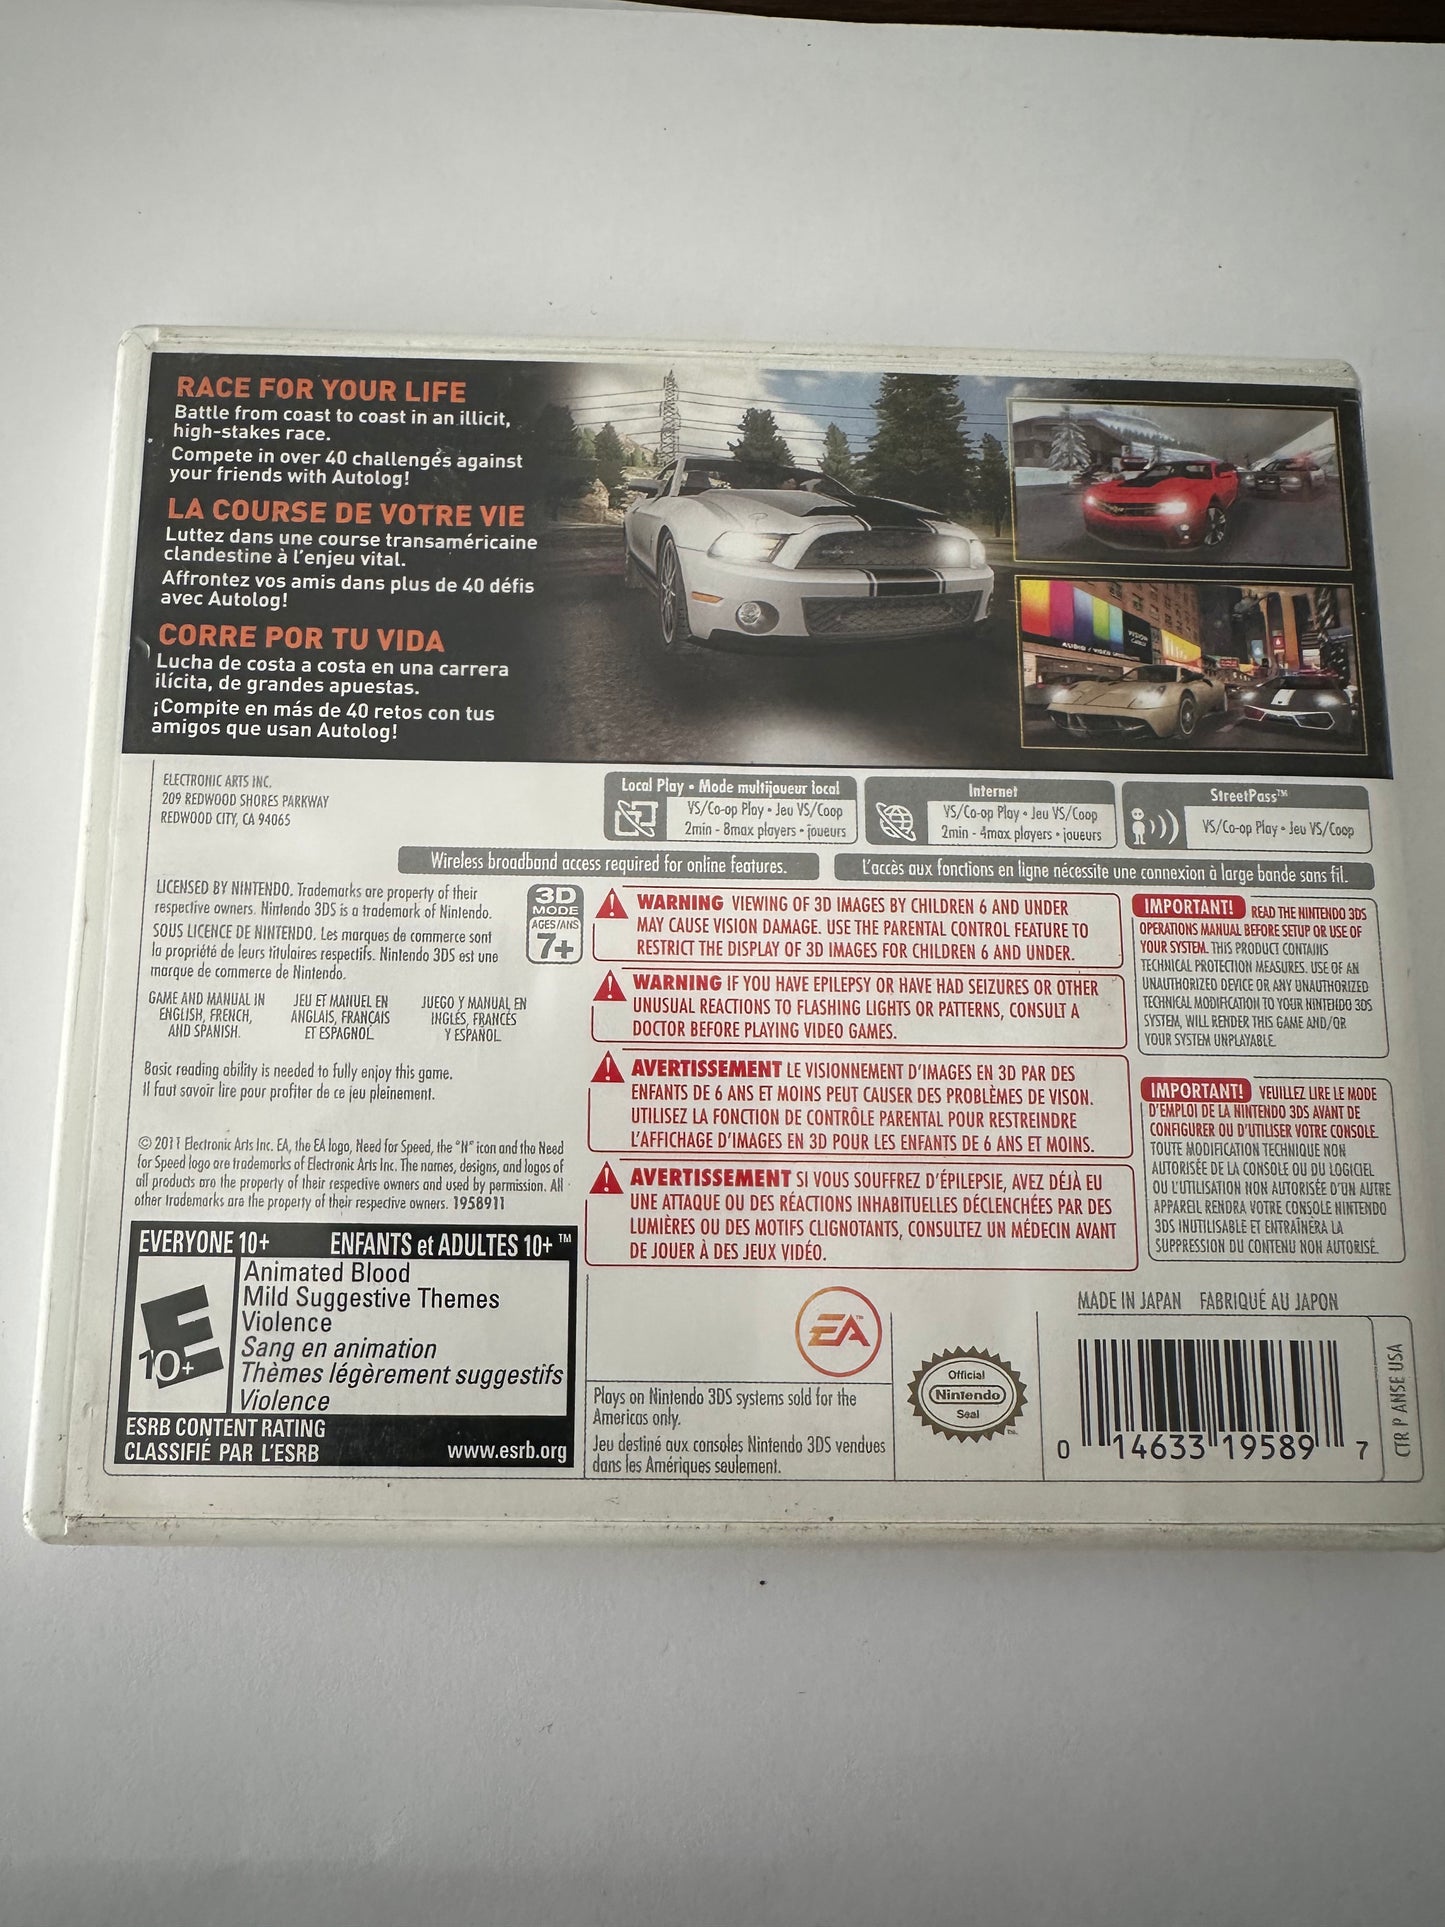 RACE FOR YOUR LIFE
Battle from coast to coast in an illicit,
high-stakes race.
Compete in over 40 challenges against
your friends with Autolog!
LA COURSE DE VOTRE VIE
Luttez dans une course transaméricaine
clandestine à l'enjeu vital.
Affrontez vos amis dans plus de 40 défis
avec Autolog!
CORRE POR TU VIDA
Lucha de costa a costa en una carrera
ilícita, de grandes apuestas.
¡Compite en más de 40 retos con tus
amigos que usan Autolog!
ELECTRONIC ARTS INC.
209 REDWOOD SHORES PARKWAY
REDWOOD CITY, CA 94065
Local Play • Mode multijoueur local
VS/Co-op Play • Jeu VS/Coop
2min - 8max players • joueurs
Internet
VS/Co-op Play • Jeu VS/Coop
2min - 4max players • joueurs
StreetPass™
VS/Co-op Play • Jeu VS/Coop
Wireless broadband access required for online features.
L'accès aux fonctions en ligne nécessite une connexion à large bande sans fil.
LICENSED BY NINTENDO. Trademarks are property of their
respective owners. Nintendo 3DS is a trademark of Nintendo.
SOUS LICENCE DE NINTENDO. Les marques de commerce sont
la propriété de leurs titulaires respectifs. Nintendo 3DS est une
marque de commerce de Nintendo.
3D
MODE
AGES/ANS
7+
GAME AND MANUAL IN
ENGLISH, FRENCH,
AND SPANISH.
JEU ET MANUEL EN
ANGLAIS, FRANÇAIS
ET ESPAGNOL.
JUEGO Y MANUAL EN
INGLÉS, FRANCÉS
Y ESPAÑOL.
Basic reading ability is needed to fully enjoy this game.
Il faut savoir lire pour profiter de ce jeu pleinement.
© 2011 Electronic Arts Inc. EA, the EA logo, Need for Speed, the "N" icon and the Need
for Speed logo are trademarks of Electronic Arts Inc. The names, designs, and logos of
all products are the property of their respective owners and used by permission. All
other trademarks are the property of their respective owners. 1958911
WARNING VIEWING OF 3D IMAGES BY CHILDREN 6 AND UNDER
MAY CAUSE VISION DAMAGE. USE THE PARENTAL CONTROL FEATURE TO
RESTRICT THE DISPLAY OF 3D IMAGES FOR CHILDREN 6 AND UNDER.
WARNING IF YOU HAVE EPILEPSY OR HAVE HAD SEIZURES OR OTHER
UNUSUAL REACTIONS TO FLASHING LIGHTS OR PATTERNS, CONSULT A
DOCTOR BEFORE PLAYING VIDEO GAMES.
AVERTISSEMENT LE VISIONNEMENT D'IMAGES EN 3D PAR DES
ENFANTS DE 6 ANS ET MOINS PEUT CAUSER DES PROBLÈMES DE VISON.
UTILISEZ LA FONCTION DE CONTRÔLE PARENTAL POUR RESTREINDRE
L'AFFICHAGE D'IMAGES EN 3D POUR LES ENFANTS DE 6 ANS ET MOINS.
AVERTISSEMENT SI VOUS SOUFFREZ D'ÉPILEPSIE, AVEZ DÉJÀ EU
UNE ATTAQUE OU DES RÉACTIONS INHABITUELLES DÉCLENCHÉES PAR DES
LUMIÈRES OU DES MOTIFS CLIGNOTANTS, CONSULTEZ UN MÉDECIN AVANT
DE JOUER À DES JEUX VIDÉO.
IMPORTANT! READ THE NINTENDO 3DS
OPERATIONS MANUAL BEFORE SETUP OR USE OF
YOUR SYSTEM. THIS PRODUCT CONTAINS
TECHNICAL PROTECTION MEASURES. USE OF AN
UNAUTHORIZED DEVICE OR ANY UNAUTHORIZED
TECHNICAL MODIFICATION TO YOUR NINTENDO 3DS
SYSTEM, WILL RENDER THIS GAME AND/OR
YOUR SYSTEM UNPLAYABLE.
IMPORTANT! VEUILLEZ LIRE LE MODE
D'EMPLOI DE LA NINTENDO 3DS AVANT DE
CONFIGURER OU D'UTILISER VOTRE CONSOLE.
TOUTE MODIFICATION TECHNIQUE NON
AUTORISÉE DE LA CONSOLE OU DU LOGICIEL
OU L'UTILISATION NON AUTORISÉE D'UN AUTRE
APPAREIL RENDRA VOTRE CONSOLE NINTENDO
3DS INUTILISABLE ET ENTRAÎNERA LA
SUPPRESSION DU CONTENU NON AUTORISÉ.
EVERYONE 10+ ENFANTS et ADULTES 10+ ™
E
10+
Animated Blood
Mild Suggestive Themes
Violence
Sang en animation
Thèmes légèrement suggestifs
Violence
ESRB CONTENT RATING
CLASSIFIÉ PAR L'ESRB www.esrb.org
EA™
Plays on Nintendo 3DS systems sold for the
Americas only.
Jeu destiné aux consoles Nintendo 3DS vendues
dans les Amériques seulement.
Official
Nintendo
Seal
MADE IN JAPAN FABRIQUÉ AU JAPON
0 14633 19589 7
CTR P ANSE USA